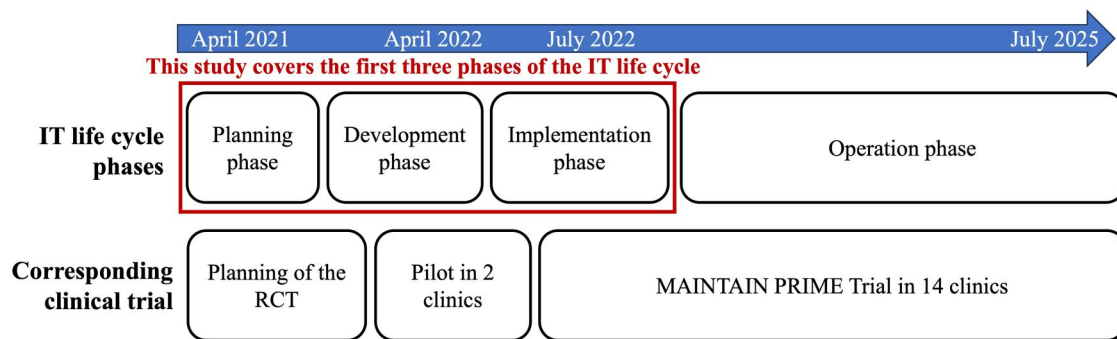 April 2021 April 2022 July 2022 July 2025
This study covers the first three phases of the IT life cycle
IT life cycle
phases
Planning
phase
Development
phase
Implementation
phase
Operation phase
Corresponding
clinical trial
Planning of the
RCT
Pilot in 2
clinics
MAINTAIN PRIME Trial in 14 clinics